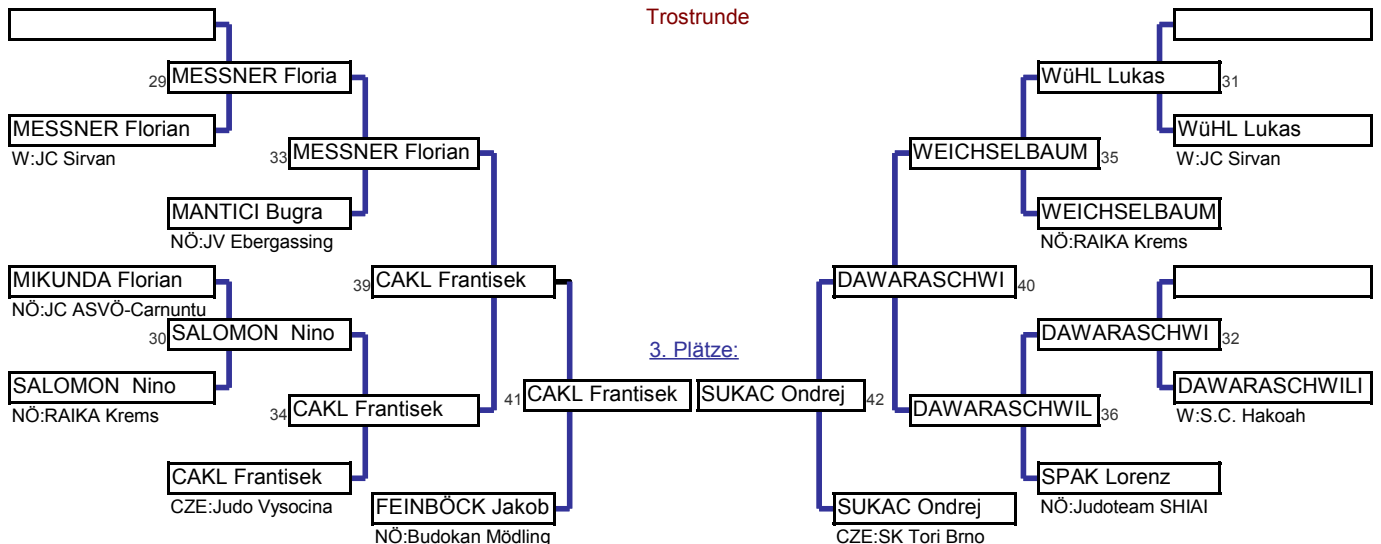 Trostrunde
29 MESSNER Floria
MESSNER Florian
W:JC Sirvan
33 MESSNER Florian
MANTICI Bugra
NÖ:JV Ebergassing
MIKUNDA Florian
NÖ:JC ASVÖ-Carnuntu
39 CAKL Frantisek
30 SALOMON Nino
SALOMON Nino
NÖ:RAIKA Krems
34 CAKL Frantisek
CAKL Frantisek
CZE:Judo Vysocina
FEINBÖCK Jakob
NÖ:Budokan Mödling
3. Plätze:
41 CAKL Frantisek
SUKAC Ondrej 42
WüHL Lukas 31
WüHL Lukas
W:JC Sirvan
WEICHSELBAUM 35
WEICHSELBAUM
NÖ:RAIKA Krems
DAWARASCHWI 40
DAWARASCHWI 32
DAWARASCHWILI
W:S.C. Hakoah
DAWARASCHWIL 36
SPAK Lorenz
NÖ:Judoteam SHIAI
SUKAC Ondrej
CZE:SK Tori Brno